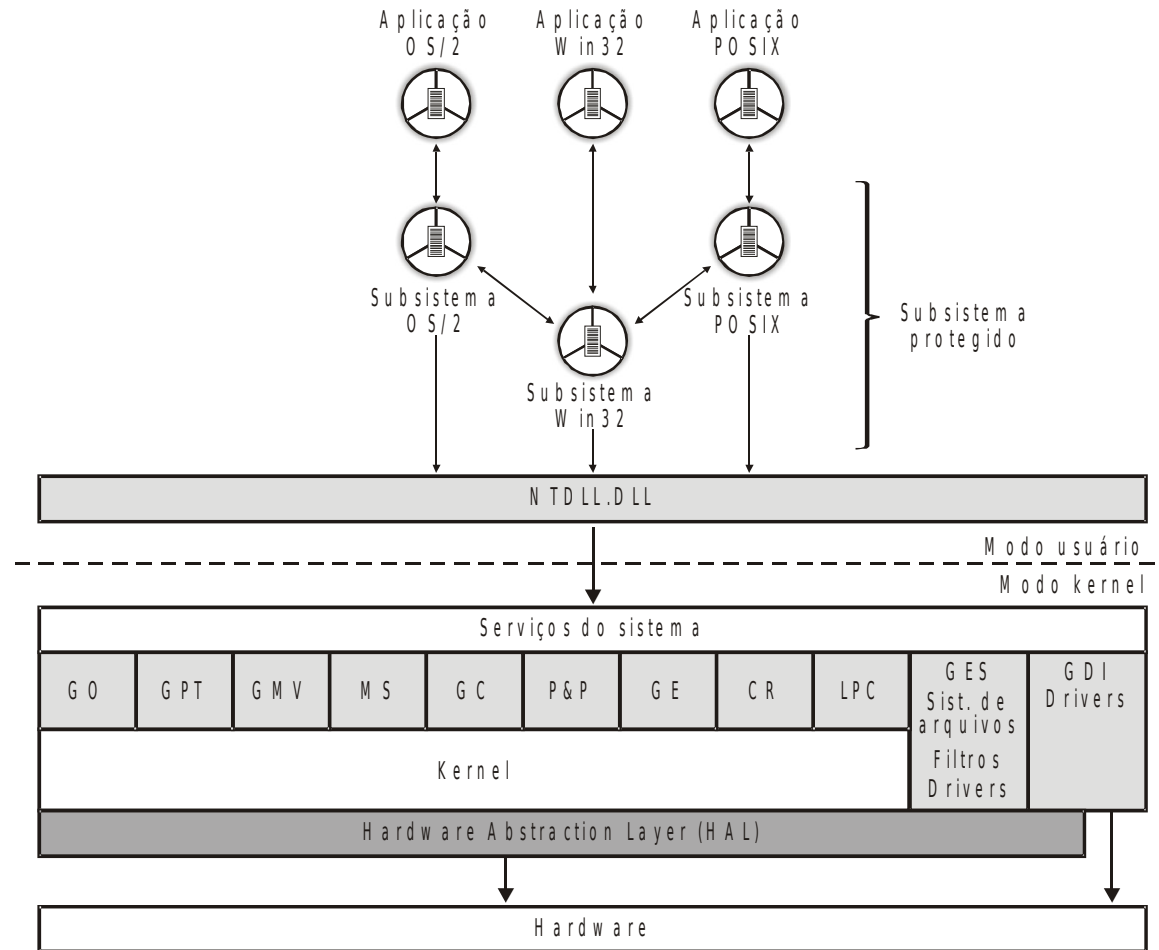 Aplicação
OS/2
Aplicação
Win32
Aplicação
POSIX
Subsistema
OS/2
Subsistema
POSIX
Subsistema
Win32
Subsistema
protegido
NTDLL.DLL
Modo usuário
Modo kernel
Serviços do sistema
GO
GPT
GMV
MS
GC
P&P
GE
CR
LPC
GES
Sist. de
arquivos
Filtros
Drivers
GDI
Drivers
Kernel
Hardware Abstraction Layer (HAL)
Hardware